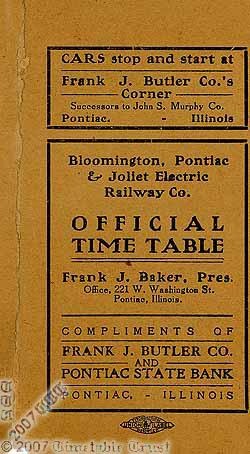 CARS stop and start at
Frank J. Butler Co.'s
Corner
Successors to John S. Murphy Co.
Pontiac. - Illinois
Bloomington, Pontiac
& Joliet Electric
Railway Co.
OFFICIAL
TIME TABLE
Frank J. Baker, Pres.
Office, 221 W. Washington St.
Pontiac, Illinois.
COMPLIMENTS OF
FRANK J. BUTLER CO.
AND
PONTIAC STATE BANK
PONTIAC, - ILLINOIS
©2007 Timetable Trust